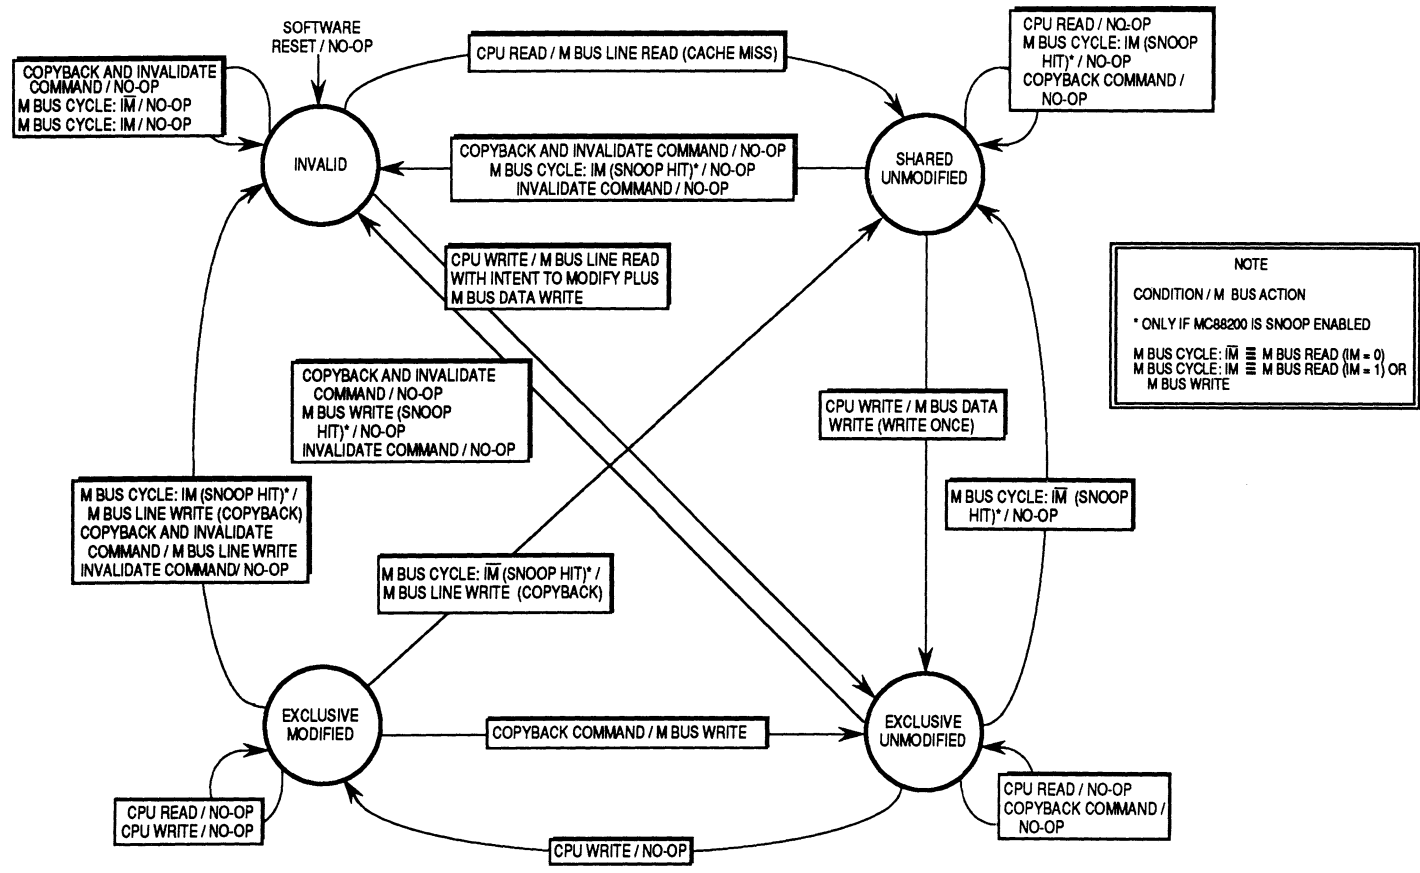 SOFTWARE
RESET / NO-OP
CPU READ / M BUS LINE READ (CACHE MISS)
CPU READ / NO-OP
M BUS CYCLE: IM (SNOOP
HIT)* / NO-OP
COPYBACK COMMAND /
NO-OP
COPYBACK AND INVALIDATE
COMMAND / NO-OP
M BUS CYCLE: I̅M̅ / NO-OP
M BUS CYCLE: IM / NO-OP
INVALID
COPYBACK AND INVALIDATE COMMAND / NO-OP
M BUS CYCLE: IM (SNOOP HIT)* / NO-OP
INVALIDATE COMMAND / NO-OP
SHARED
UNMODIFIED
CPU WRITE / M BUS LINE READ
WITH INTENT TO MODIFY PLUS
M BUS DATA WRITE
NOTE
CONDITION / M BUS ACTION
* ONLY IF MC88200 IS SNOOP ENABLED
M BUS CYCLE: I̅M̅ ≡ M BUS READ (IM = 0)
M BUS CYCLE: IM ≡ M BUS READ (IM = 1) OR
M BUS WRITE
COPYBACK AND INVALIDATE
COMMAND / NO-OP
M BUS WRITE (SNOOP
HIT)* / NO-OP
INVALIDATE COMMAND / NO-OP
CPU WRITE / M BUS DATA
WRITE (WRITE ONCE)
M BUS CYCLE: IM (SNOOP HIT)* /
M BUS LINE WRITE (COPYBACK)
COPYBACK AND INVALIDATE
COMMAND / M BUS LINE WRITE
INVALIDATE COMMAND/ NO-OP
M BUS CYCLE: I̅M̅ (SNOOP
HIT)* / NO-OP
M BUS CYCLE: I̅M̅ (SNOOP HIT)* /
M BUS LINE WRITE (COPYBACK)
EXCLUSIVE
MODIFIED
COPYBACK COMMAND / M BUS WRITE
EXCLUSIVE
UNMODIFIED
CPU READ / NO-OP
CPU WRITE / NO-OP
CPU READ / NO-OP
COPYBACK COMMAND /
NO-OP
CPU WRITE / NO-OP